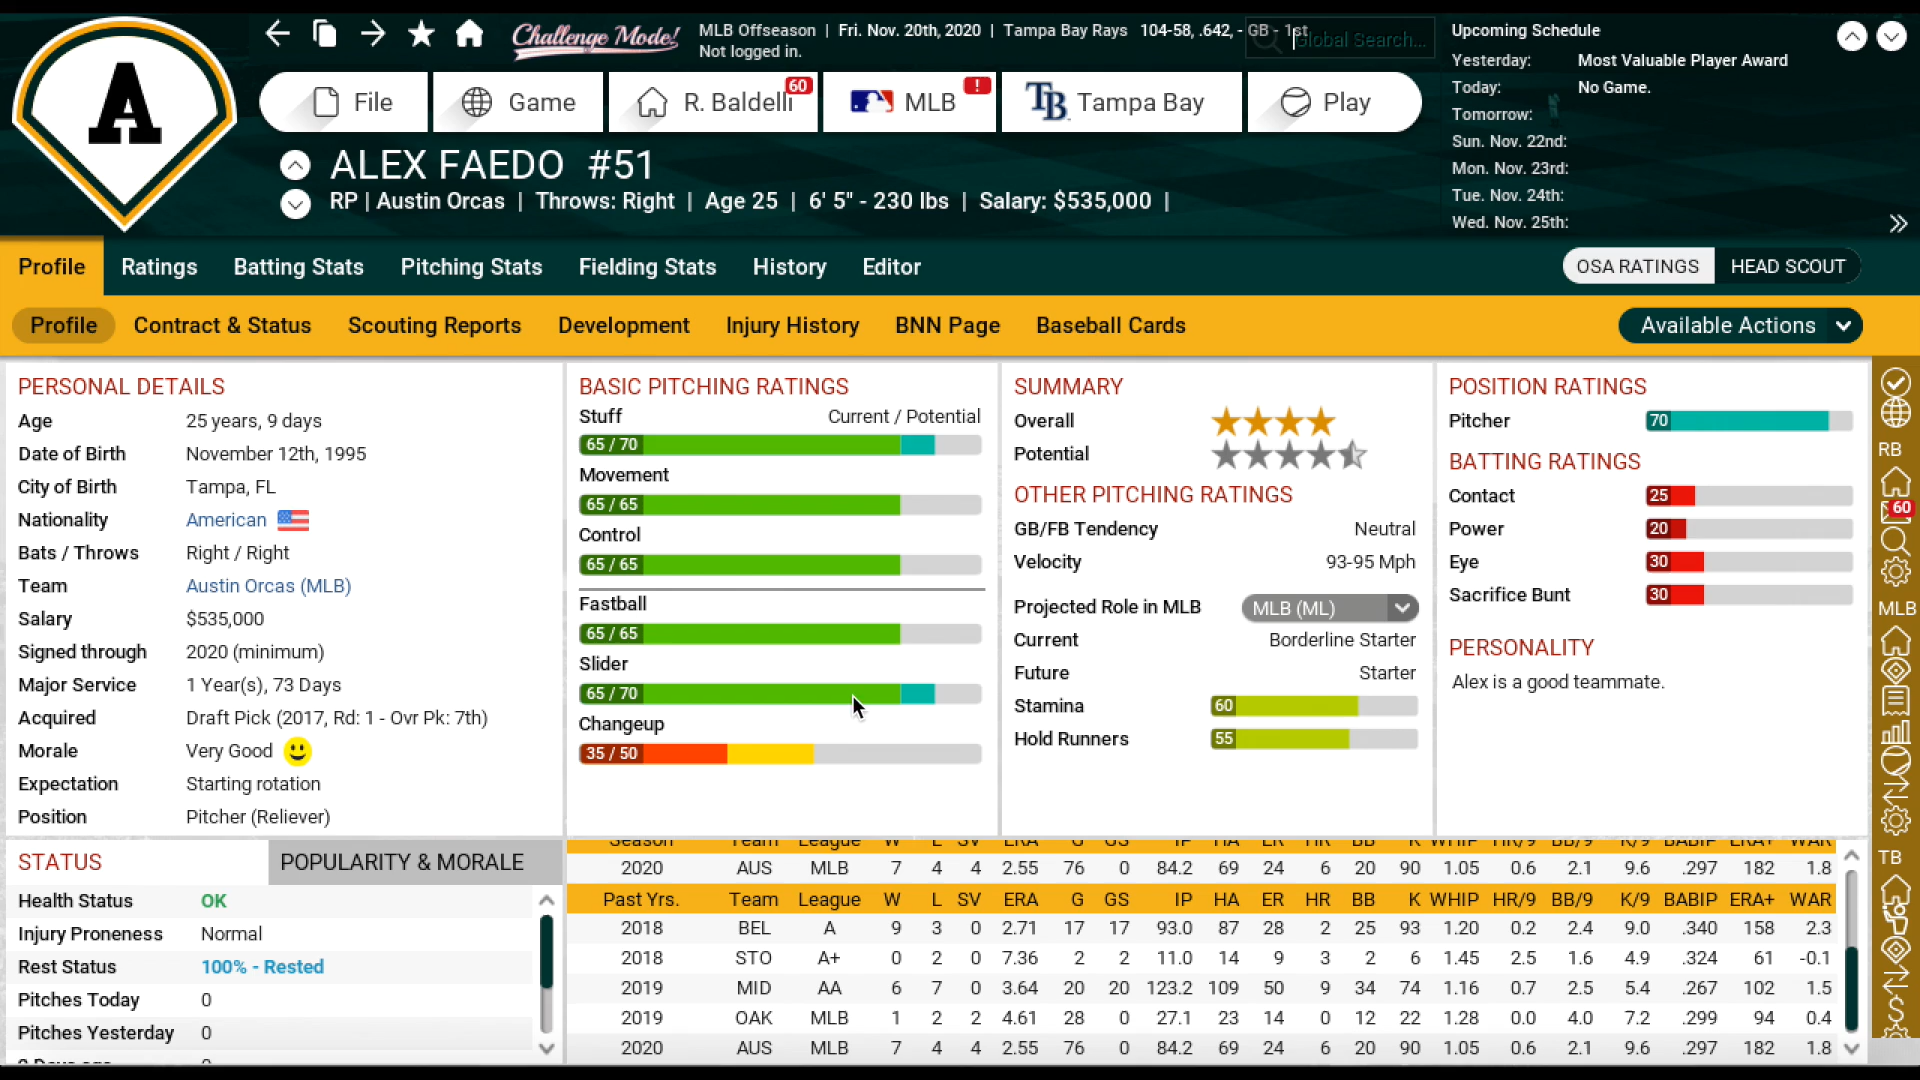 A
Challenge Mode!
MLB Offseason | Fri. Nov. 20th, 2020 | Tampa Bay Rays 104-58, .642, - GB - 1st
Not logged in.
Global Search...
Upcoming Schedule
Yesterday: Most Valuable Player Award
Today: No Game.
Tomorrow:
Sun. Nov. 22nd:
Mon. Nov. 23rd:
Tue. Nov. 24th:
Wed. Nov. 25th:
File
Game
R. Baldelli 60
MLB !
TB Tampa Bay
Play
ALEX FAEDO #51
RP | Austin Orcas | Throws: Right | Age 25 | 6' 5" - 230 lbs | Salary: $535,000 |
Profile Ratings Batting Stats Pitching Stats Fielding Stats History Editor
OSA RATINGS HEAD SCOUT
Profile Contract & Status Scouting Reports Development Injury History BNN Page Baseball Cards
Available Actions
PERSONAL DETAILS
Age 25 years, 9 days
Date of Birth November 12th, 1995
City of Birth Tampa, FL
Nationality American
Bats / Throws Right / Right
Team Austin Orcas (MLB)
Salary $535,000
Signed through 2020 (minimum)
Major Service 1 Year(s), 73 Days
Acquired Draft Pick (2017, Rd: 1 - Ovr Pk: 7th)
Morale Very Good
Expectation Starting rotation
Position Pitcher (Reliever)
BASIC PITCHING RATINGS
Stuff Current / Potential
65 / 70
Movement
65 / 65
Control
65 / 65
Fastball
65 / 65
Slider
65 / 70
Changeup
35 / 50
SUMMARY
Overall
Potential
OTHER PITCHING RATINGS
GB/FB Tendency Neutral
Velocity 93-95 Mph
Projected Role in MLB MLB (ML)
Current Borderline Starter
Future Starter
Stamina 60
Hold Runners 55
POSITION RATINGS
Pitcher 70
BATTING RATINGS
Contact 25
Power 20
Eye 30
Sacrifice Bunt 30
PERSONALITY
Alex is a good teammate.
RB
60
MLB
TB
STATUS POPULARITY & MORALE
Health Status OK
Injury Proneness Normal
Rest Status 100% - Rested
Pitches Today 0
Pitches Yesterday 0
Season Team League W L SV ERA G GS IP HA ER HR BB K WHIP HR/9 BB/9 K/9 BABIP ERA+ WAR
2020 AUS MLB 7 4 4 2.55 76 0 84.2 69 24 6 20 90 1.05 0.6 2.1 9.6 .297 182 1.8
Past Yrs. Team League W L SV ERA G GS IP HA ER HR BB K WHIP HR/9 BB/9 K/9 BABIP ERA+ WAR
2018 BEL A 9 3 0 2.71 17 17 93.0 87 28 2 25 93 1.20 0.2 2.4 9.0 .340 158 2.3
2018 STO A+ 0 2 0 7.36 2 2 11.0 14 9 3 2 6 1.45 2.5 1.6 4.9 .324 61 -0.1
2019 MID AA 6 7 0 3.64 20 20 123.2 109 50 9 34 74 1.16 0.7 2.5 5.4 .267 102 1.5
2019 OAK MLB 1 2 2 4.61 28 0 27.1 23 14 0 12 22 1.28 0.0 4.0 7.2 .299 94 0.4
2020 AUS MLB 7 4 4 2.55 76 0 84.2 69 24 6 20 90 1.05 0.6 2.1 9.6 .297 182 1.8